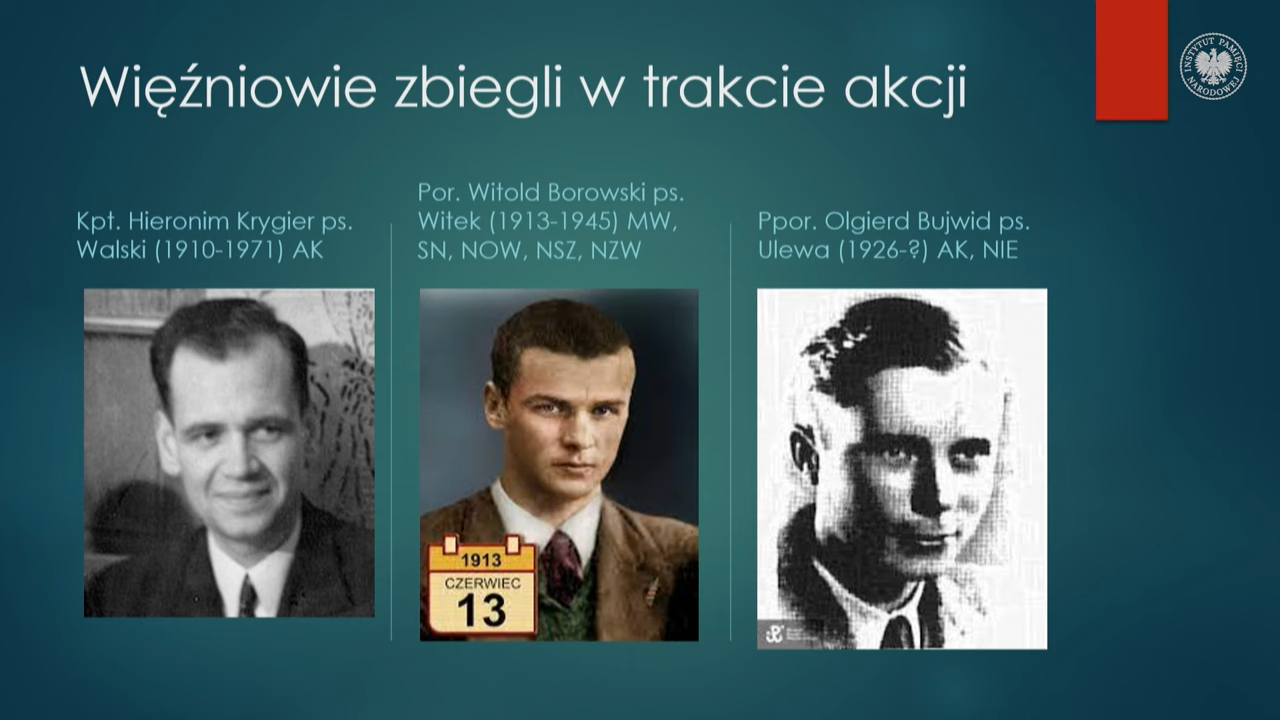 Więźniowie zbiegli w trakcie akcji
INSTYTUT PAMIĘCI
NARODOWEJ
Kpt. Hieronim Krygier ps.
Walski (1910-1971) AK
Por. Witold Borowski ps.
Witek (1913-1945) MW,
SN, NOW, NSZ, NZW
Ppor. Olgierd Bujwid ps.
Ulewa (1926-?) AK, NIE
1913
CZERWIEC
13